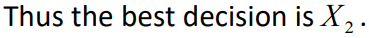 Thus the best decision is X₂.